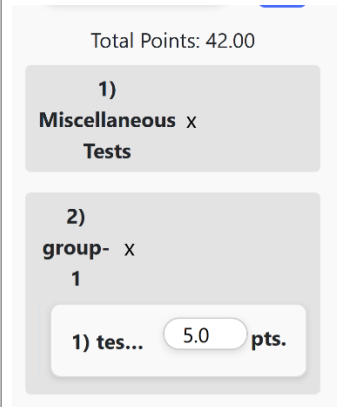 Total Points: 42.00
1)
Miscellaneous x
Tests
2)
group- x
1
1) tes... 5.0 pts.